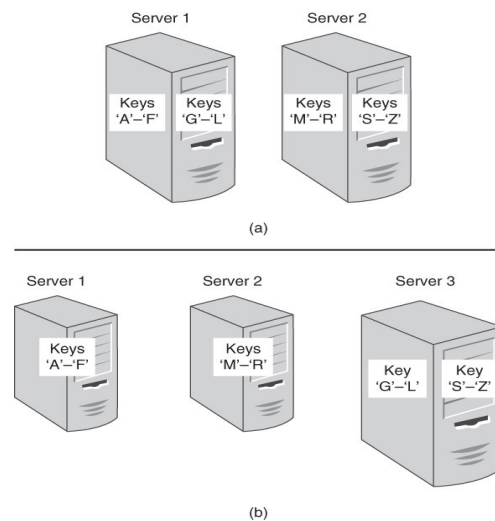 Server 1
Server 2
Keys
‘A’–‘F’
Keys
‘G’–‘L’
Keys
‘M’–‘R’
Keys
‘S’–‘Z’
(a)
Server 1
Server 2
Server 3
Keys
‘A’–‘F’
Keys
‘M’–‘R’
Key
‘G’–‘L’
Key
‘S’–‘Z’
(b)